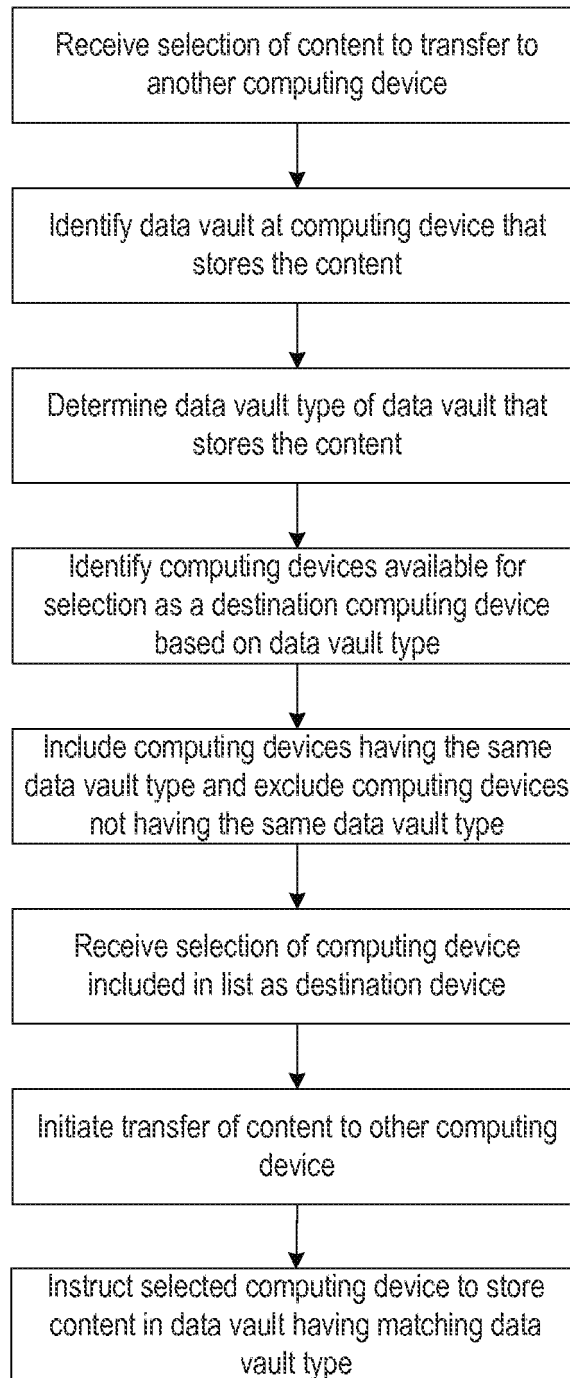 Receive selection of content to transfer to
another computing device
Identify data vault at computing device that
stores the content
Determine data vault type of data vault that
stores the content
Identify computing devices available for
selection as a destination computing device
based on data vault type
Include computing devices having the same
data vault type and exclude computing devices
not having the same data vault type
Receive selection of computing device
included in list as destination device
Initiate transfer of content to other computing
device
Instruct selected computing device to store
content in data vault having matching data
vault type